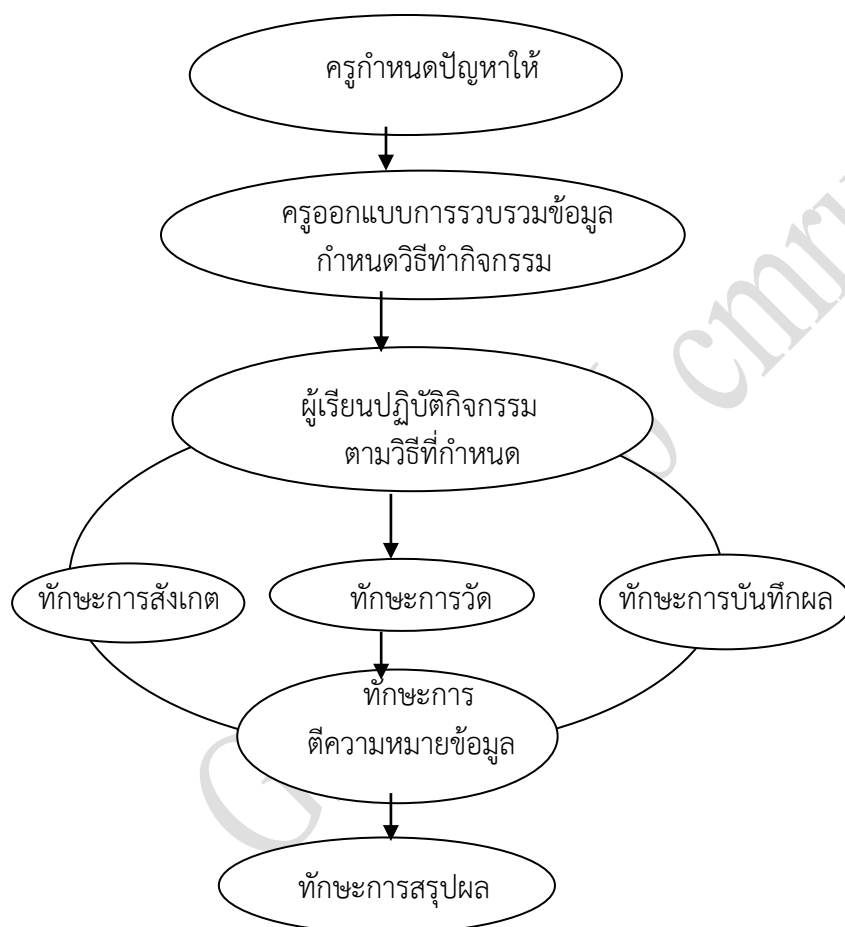 ครูกำหนดปัญหาให้
ครูออกแบบการรวบรวมข้อมูล
กำหนดวิธีทำกิจกรรม
ผู้เรียนปฏิบัติกิจกรรม
ตามวิธีที่กำหนด
ทักษะการสังเกต
ทักษะการวัด
ทักษะการบันทึกผล
ทักษะการ
ตีความหมายข้อมูล
ทักษะการสรุปผล